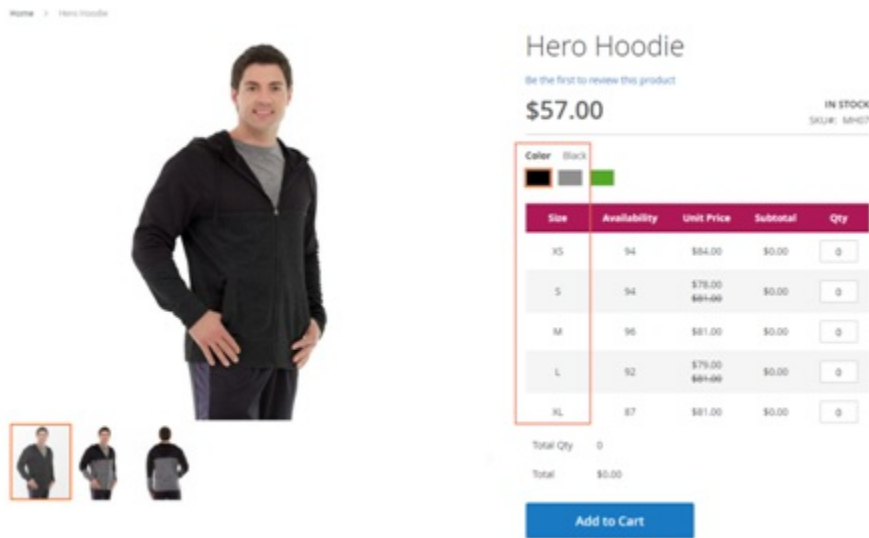 Home > Hero Hoodie
Hero Hoodie
Be the first to review this product
$57.00
IN STOCK
SKU#: MH07
Color Black
Size Availability Unit Price Subtotal Qty
XS 94 $84.00 $0.00 0
S 94 $78.00 $81.00 $0.00 0
M 96 $81.00 $0.00 0
L 92 $79.00 $81.00 $0.00 0
XL 87 $81.00 $0.00 0
Total Qty 0
Total $0.00
Add to Cart